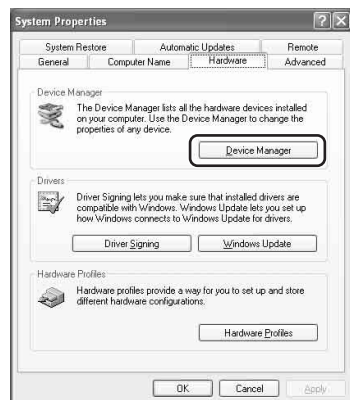 System Properties
System Restore Automatic Updates Remote
General Computer Name Hardware Advanced
Device Manager
The Device Manager lists all the hardware devices installed
on your computer. Use the Device Manager to change the
properties of any device.
Device Manager
Drivers
Driver Signing lets you make sure that installed drivers are
compatible with Windows. Windows Update lets you set up
how Windows connects to Windows Update for drivers.
Driver Signing Windows Update
Hardware Profiles
Hardware profiles provide a way for you to set up and store
different hardware configurations.
Hardware Profiles
OK Cancel Apply